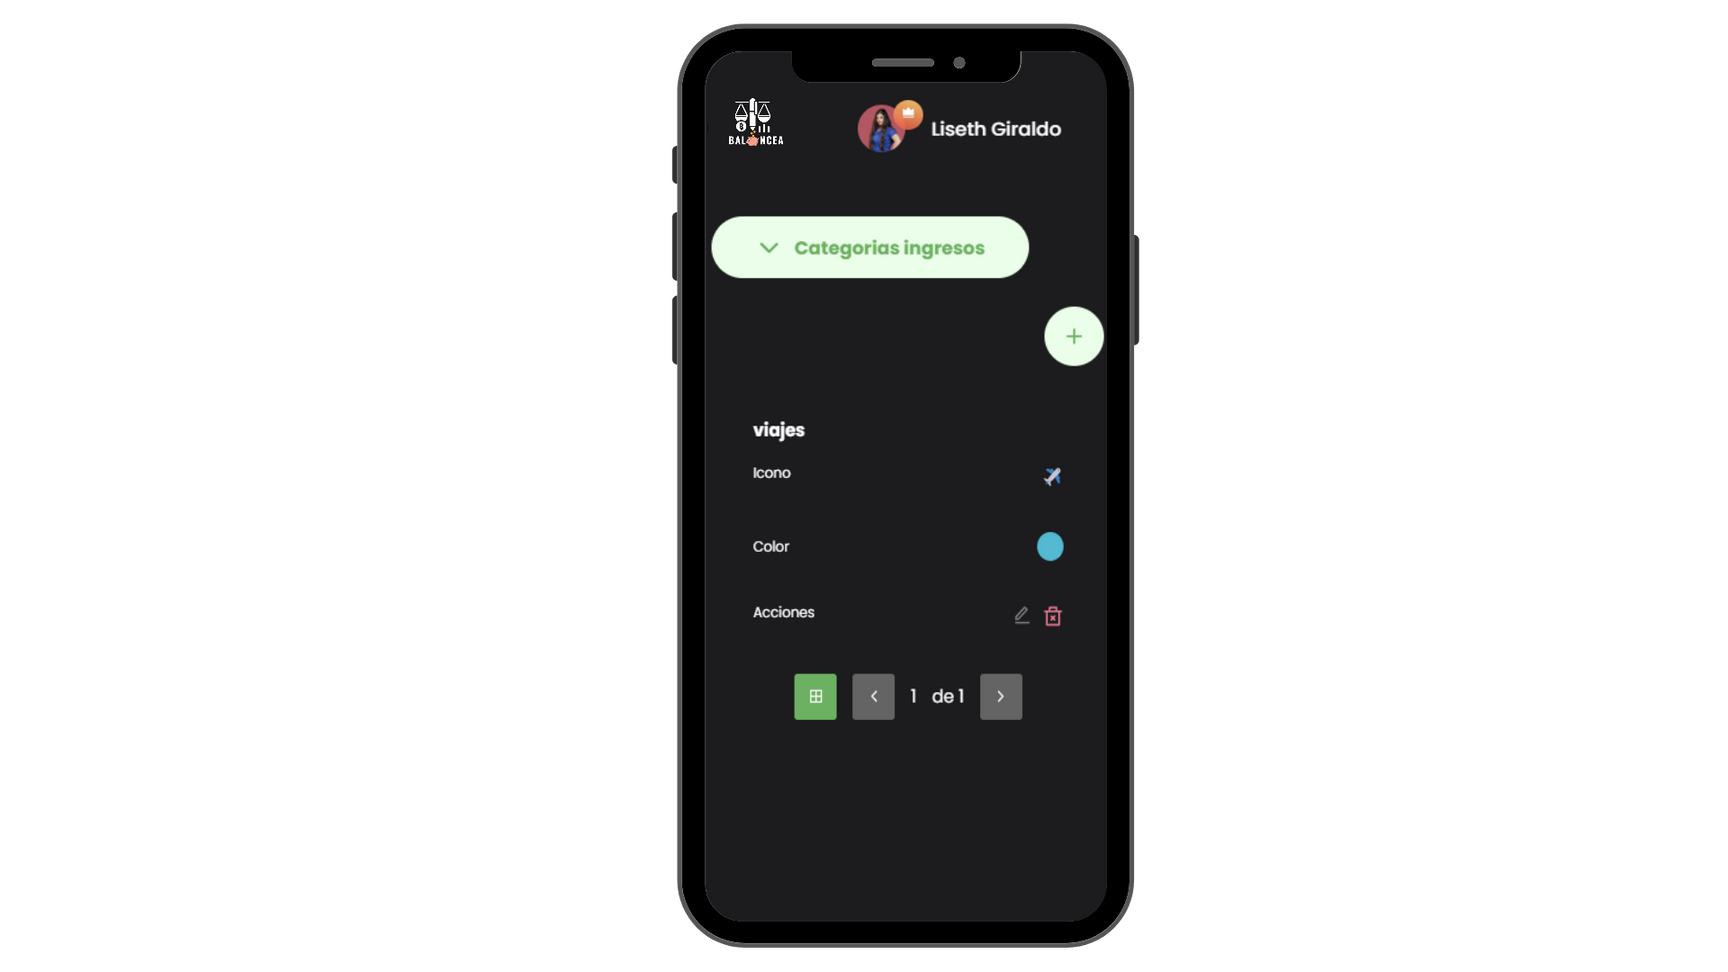 BALANCEA
Liseth Giraldo
Categorias ingresos
viajes
Icono
Color
Acciones
1 de 1